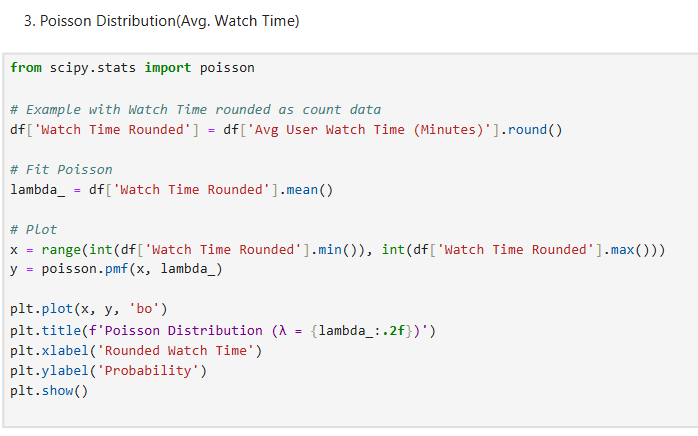 3. Poisson Distribution(Avg. Watch Time)
from scipy.stats import poisson
# Example with Watch Time rounded as count data
df['Watch Time Rounded'] = df['Avg User Watch Time (Minutes)'].round()
# Fit Poisson
lambda_ = df['Watch Time Rounded'].mean()
# Plot
x = range(int(df['Watch Time Rounded'].min()), int(df['Watch Time Rounded'].max()))
y = poisson.pmf(x, lambda_)
plt.plot(x, y, 'bo')
plt.title(f'Poisson Distribution (λ = {lambda_:.2f})')
plt.xlabel('Rounded Watch Time')
plt.ylabel('Probability')
plt.show()